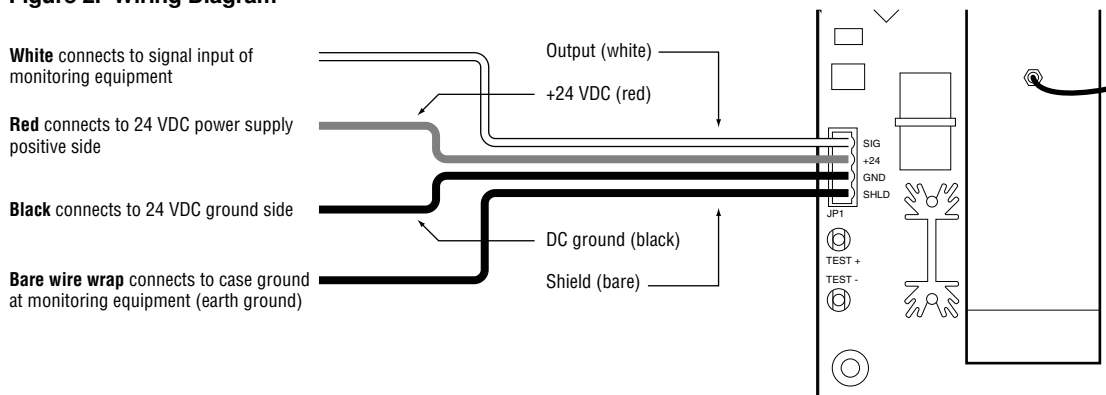 Figure 2. Wiring Diagram
White connects to signal input of
monitoring equipment
Red connects to 24 VDC power supply
positive side
Black connects to 24 VDC ground side
Bare wire wrap connects to case ground
at monitoring equipment (earth ground)
Output (white)
+24 VDC (red)
DC ground (black)
Shield (bare)
SIG
+24
GND
SHLD
JP1
TEST +
TEST -